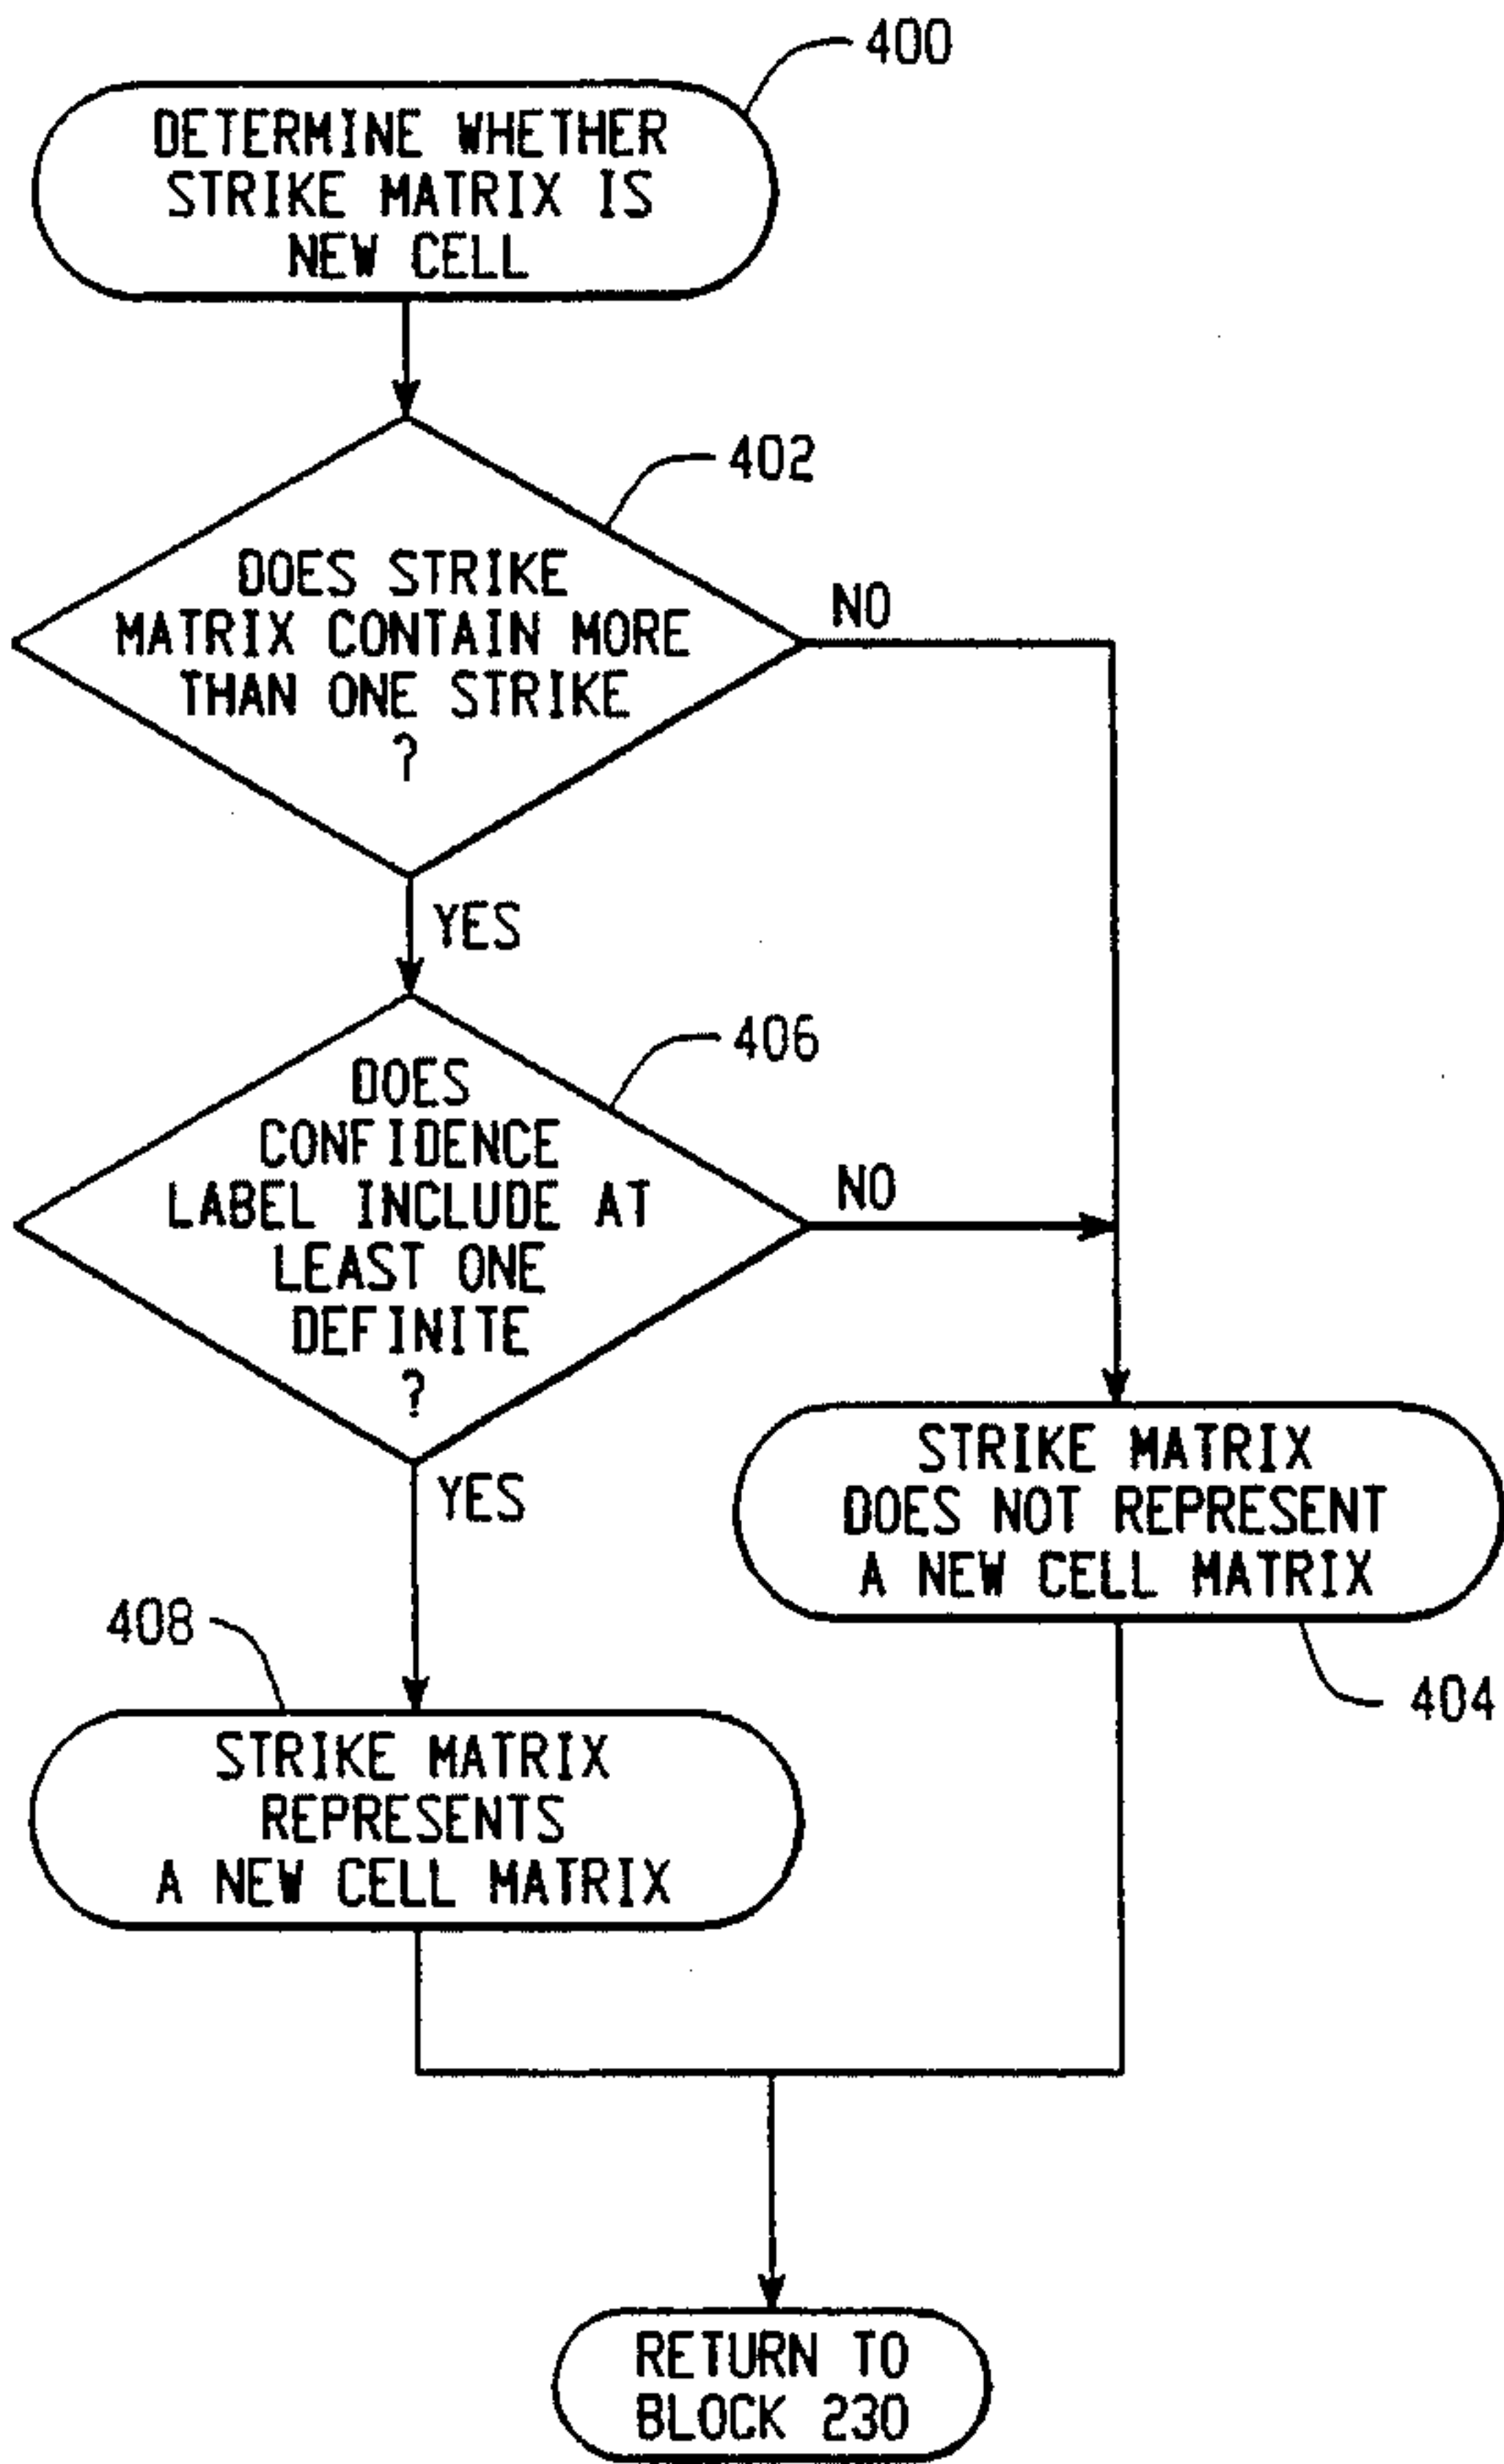 400
DETERMINE WHETHER
STRIKE MATRIX IS
NEW CELL
402
DOES STRIKE
MATRIX CONTAIN MORE
THAN ONE STRIKE
?
NO
YES
406
DOES
CONFIDENCE
LABEL INCLUDE AT
LEAST ONE
DEFINITE
?
NO
YES
STRIKE MATRIX
DOES NOT REPRESENT
A NEW CELL MATRIX
404
408
STRIKE MATRIX
REPRESENTS
A NEW CELL MATRIX
RETURN TO
BLOCK 230